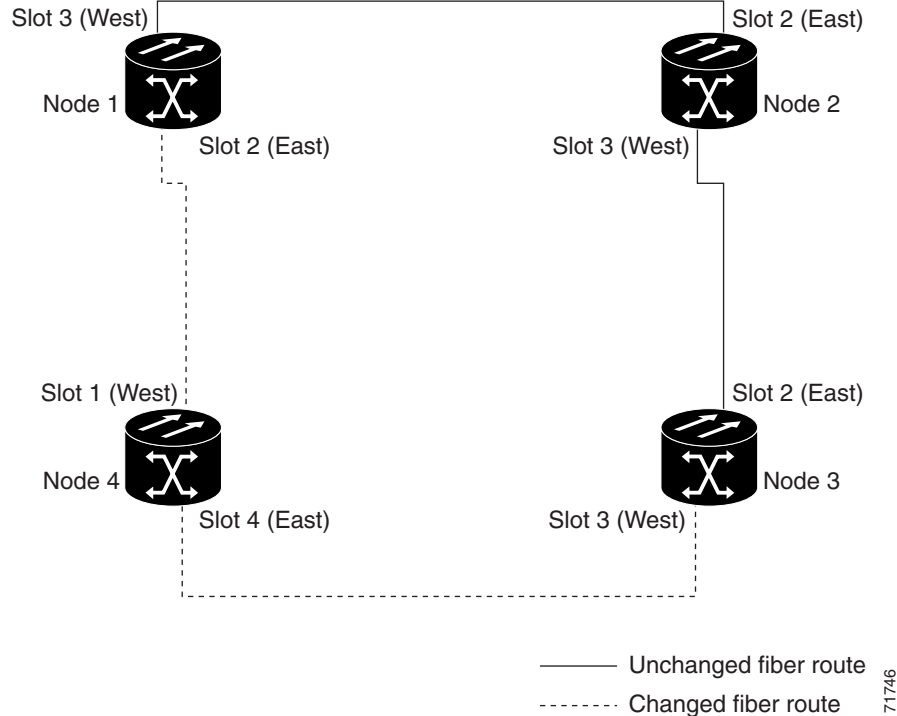 Slot 3 (West)
Slot 2 (East)
Node 1
Node 2
Slot 2 (East)
Slot 3 (West)
Slot 1 (West)
Slot 2 (East)
Node 4
Node 3
Slot 4 (East)
Slot 3 (West)
Unchanged fiber route
Changed fiber route
71746